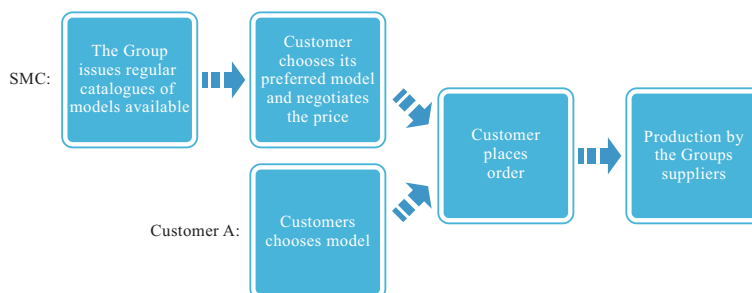 SMC:
The Group
issues regular
catalogues of
models available
Customer
chooses its
preferred model
and negotiates
the price
Customer A:
Customers
chooses model
Customer
places
order
Production by
the Groups
suppliers